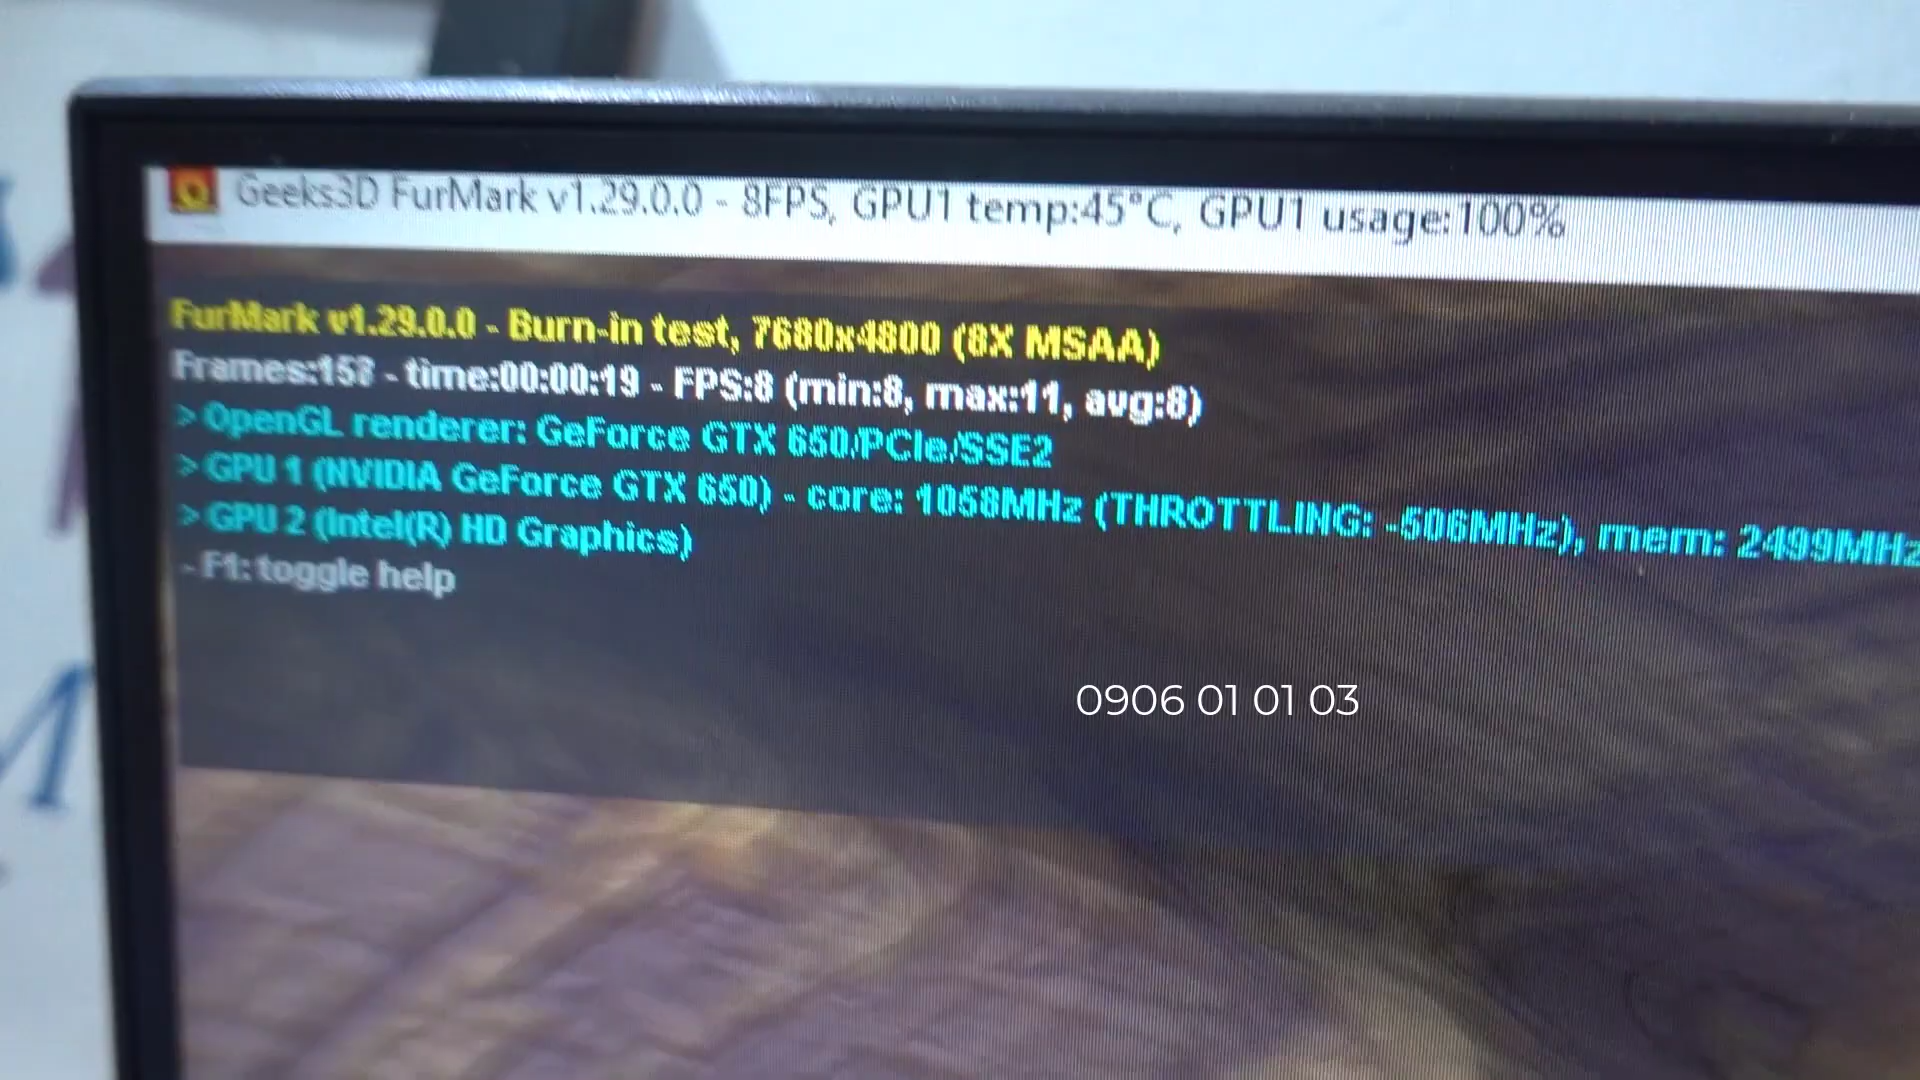 Geeks3D FurMark v1.29.0.0 - 8FPS, GPU1 temp:45°C, GPU1 usage:100%
FurMark v1.29.0.0 - Burn-in test, 7680x4800 (8X MSAA)
Frames:158 - time:00:00:19 - FPS:8 (min:8, max:11, avg:8)
> OpenGL renderer: GeForce GTX 650/PCIe/SSE2
> GPU 1 (NVIDIA GeForce GTX 650) - core: 1058MHz (THROTTLING: -506MHz), mem: 2499MHz
> GPU 2 (Intel(R) HD Graphics)
- F1: toggle help
0906 01 01 03